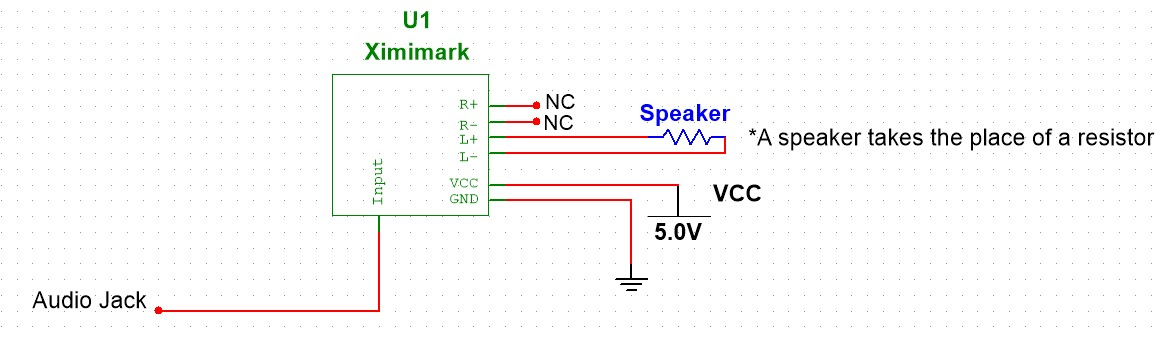 U1
Ximimark
R+
NC
R-
NC
L+
L-
Speaker
*A speaker takes the place of a resistor
VCC
GND
Input
VCC
5.0V
Audio Jack